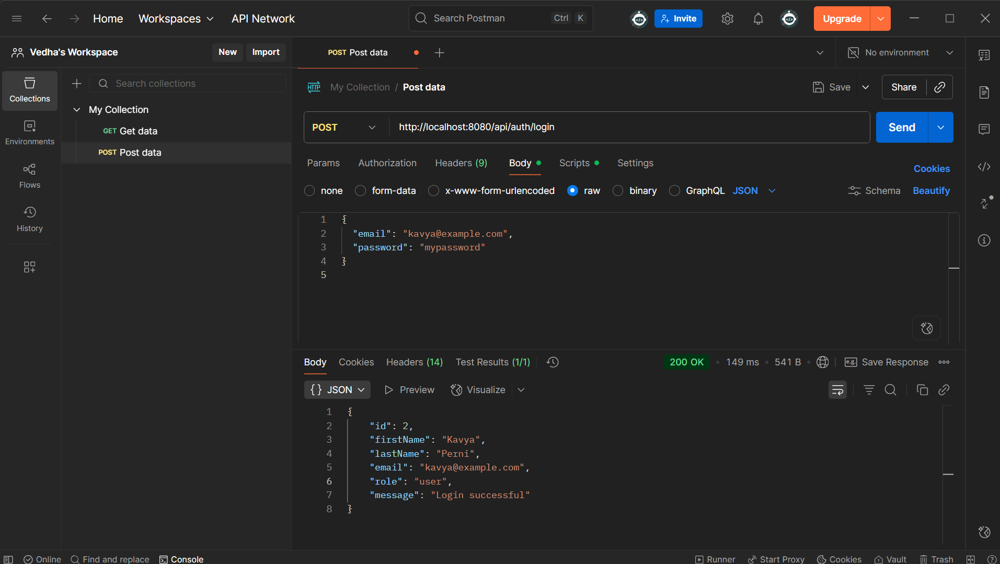 Home Workspaces API Network Search Postman Ctrl K Invite Upgrade
Vedha's Workspace New Import POST Post data No environment
Search collections
Collections
My Collection
GET Get data
POST Post data
Environments
Flows
History
HTTP My Collection / Post data Save Share
POST http://localhost:8080/api/auth/login Send
Params Authorization Headers (9) Body Scripts Settings Cookies
none form-data x-www-form-urlencoded raw binary GraphQL JSON Schema Beautify
1 {
2 "email": "kavya@example.com",
3 "password": "mypassword"
4 }
5
Body Cookies Headers (14) Test Results (1/1) 200 OK • 149 ms • 541 B • e.g. Save Response
{} JSON Preview Visualize
1 {
2 "id": 2,
3 "firstName": "Kavya",
4 "lastName": "Perni",
5 "email": "kavya@example.com",
6 "role": "user",
7 "message": "Login successful"
8 }
Online Find and replace Console Runner Start Proxy Cookies Vault Trash